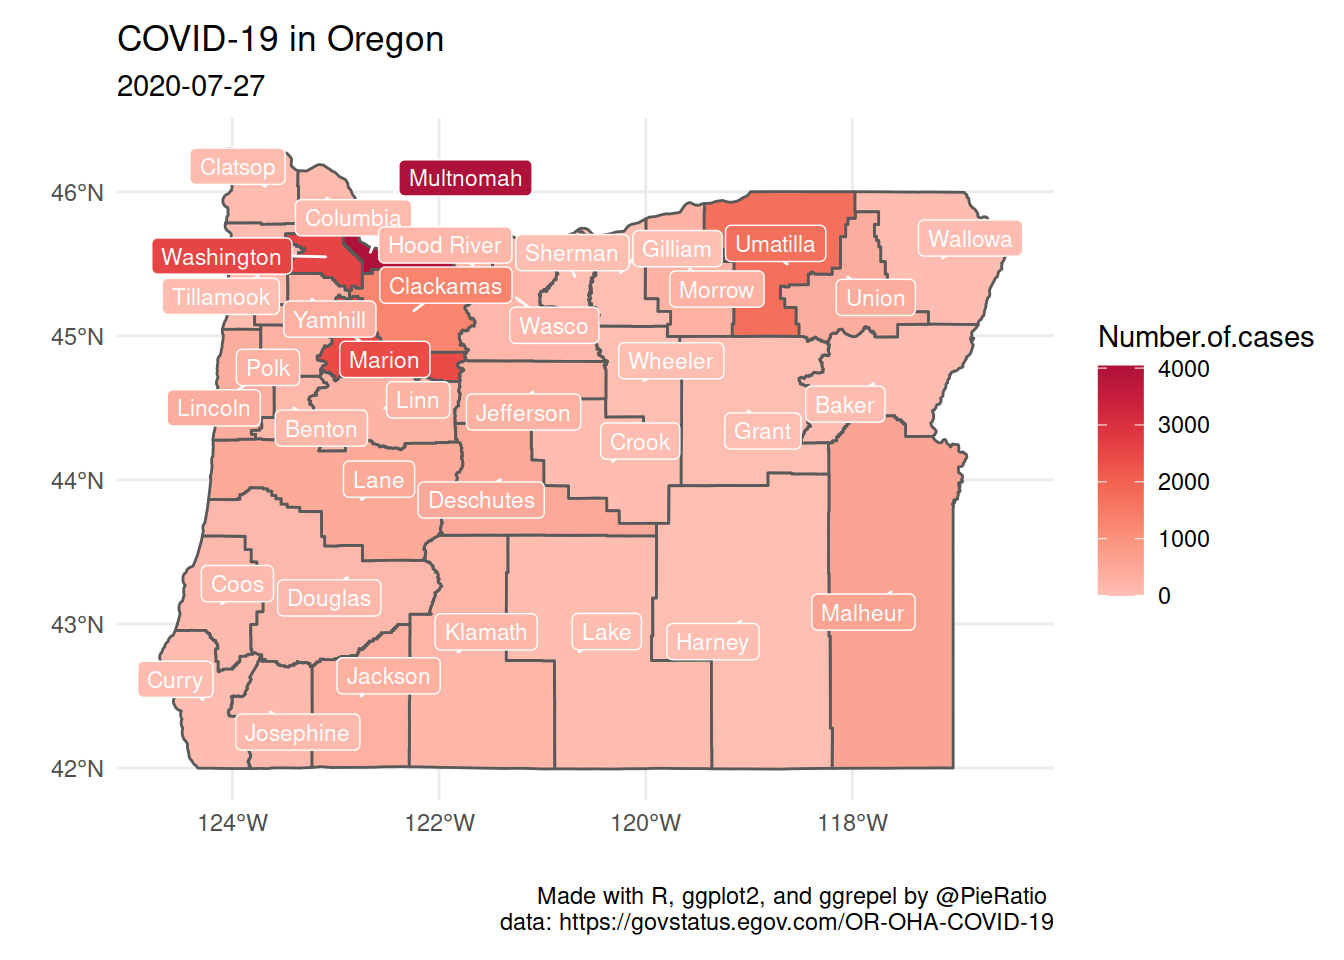 COVID-19 in Oregon
2020-07-27
Clatsop
Multnomah
46°N
Columbia
Hood River
Washington
Sherman
Gilliam
Umatilla
Wallowa
Tillamook
Clackamas
Morrow
Union
Yamhill
Wasco
45°N
Number.of.cases
Marion
Wheeler
Polk
4000
Lincoln
Linn
Jefferson
Baker
3000
Benton
Crook
Grant
44°N
Lane
2000
Deschutes
1000
Coos
Douglas
0
43°N
Klamath
Lake
Harney
Malheur
Curry
Jackson
Josephine
42°N
124°W
122°W
120°W
118°W
Made with R, ggplot2, and ggrepel by @PieRatio
data: https://govstatus.egov.com/OR-OHA-COVID-19